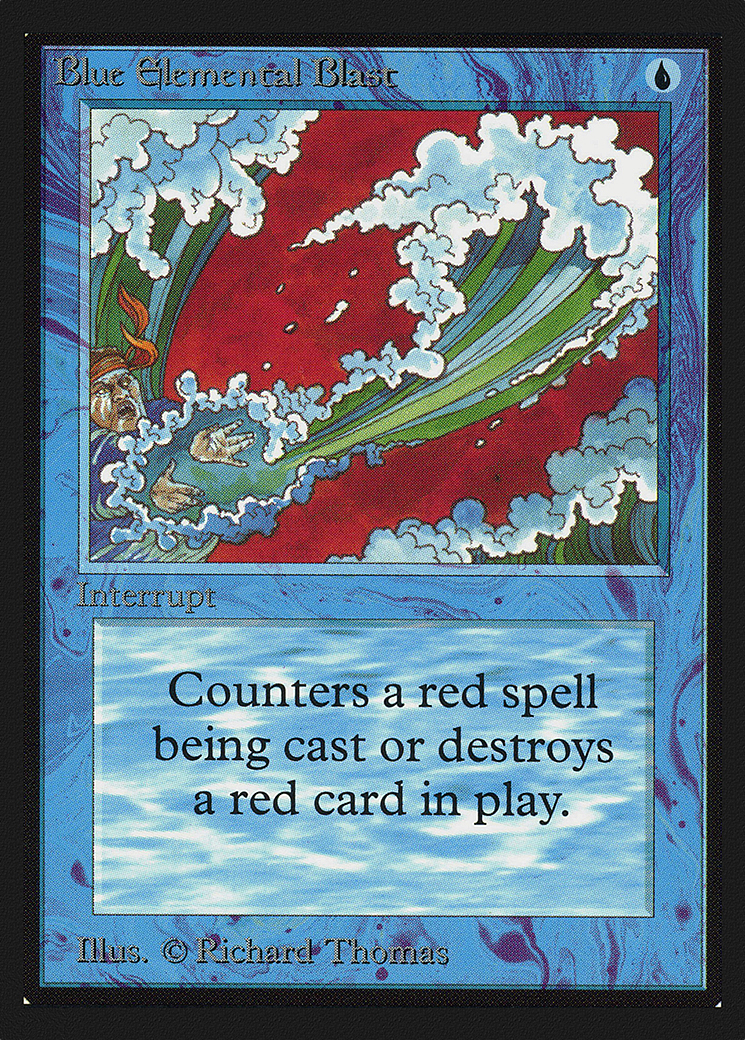 Blue Elemental Blast
Interrupt
Counters a red spell
being cast or destroys
a red card in play.
Illus. © Richard Thomas